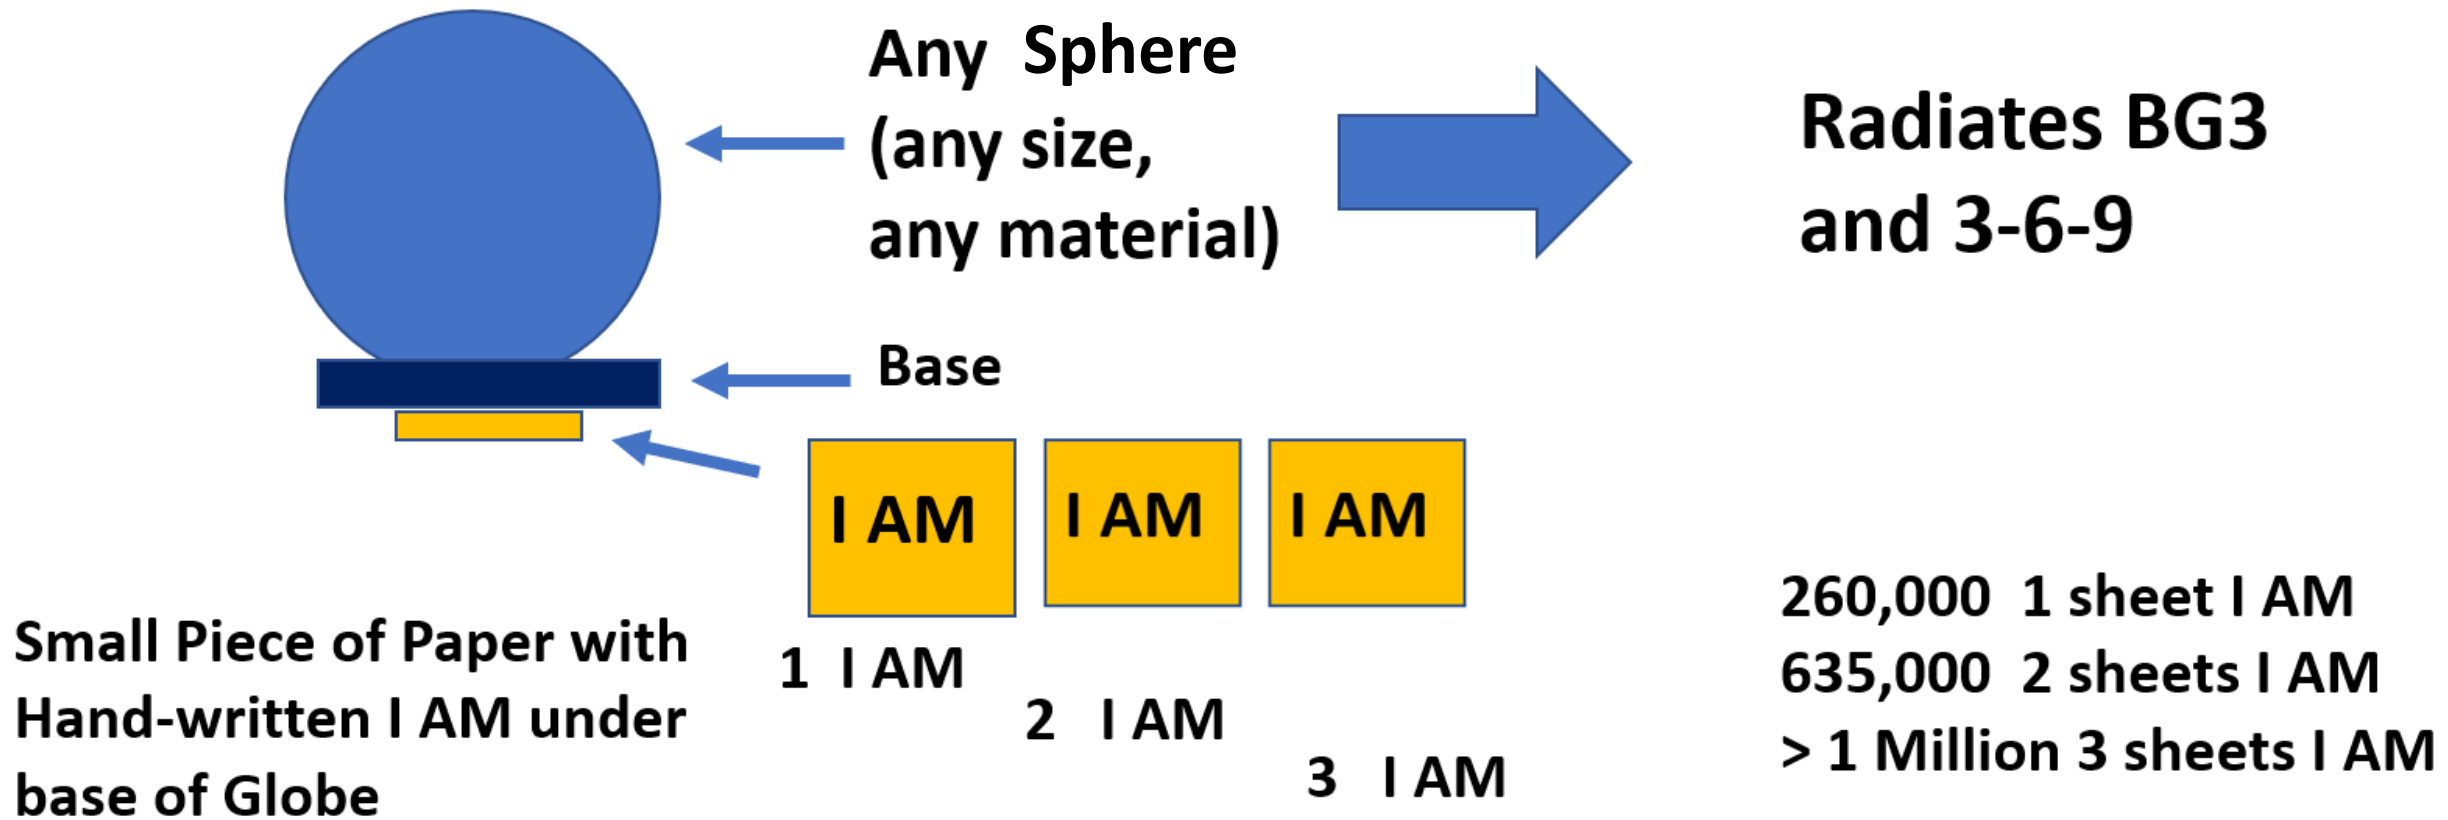 Any Sphere
(any size,
any material)
Radiates BG3
and 3-6-9
Base
I AM
I AM
I AM
1 I AM
2 I AM
3 I AM
Small Piece of Paper with
Hand-written I AM under
base of Globe
260,000 1 sheet I AM
635,000 2 sheets I AM
> 1 Million 3 sheets I AM